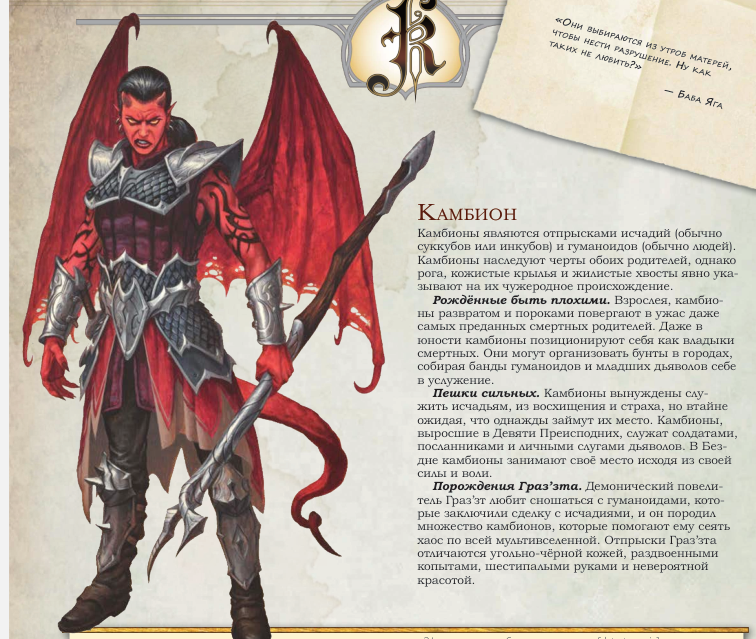 К
«Они выбираются из утроб матерей,
чтобы нести разрушение. Ну как
таких не любить?»
— Баба Яга
Камбион
Камбионы являются отпрысками исчадий (обычно
суккубов или инкубов) и гуманоидов (обычно людей).
Камбионы наследуют черты обоих родителей, однако
рога, кожистые крылья и жилистые хвосты явно ука-
зывают на их чужеродное происхождение.
Рождённые быть плохими. Взрослея, камбио-
ны развратом и пороками повергают в ужас даже
самых преданных смертных родителей. Даже в
юности камбионы позиционируют себя как владыки
смертных. Они могут организовать бунты в городах,
собирая банды гуманоидов и младших дьяволов себе
в услужение.
Пешки сильных. Камбионы вынуждены слу-
жить исчадьям, из восхищения и страха, но втайне
ожидая, что однажды займут их место. Камбионы,
выросшие в Девяти Преисподних, служат солдатами,
посланниками и личными слугами дьяволов. В Без-
дне камбионы занимают своё место исходя из своей
силы и воли.
Порождения Граз’зта. Демонический повели-
тель Граз’зт любит сношаться с гуманоидами, кото-
рые заключили сделку с исчадиями, и он породил
множество камбионов, которые помогают ему сеять
хаос по всей мультивселенной. Отпрыски Граз’зта
отличаются угольно-чёрной кожей, раздвоенными
копытами, шестипалыми руками и невероятной
красотой.